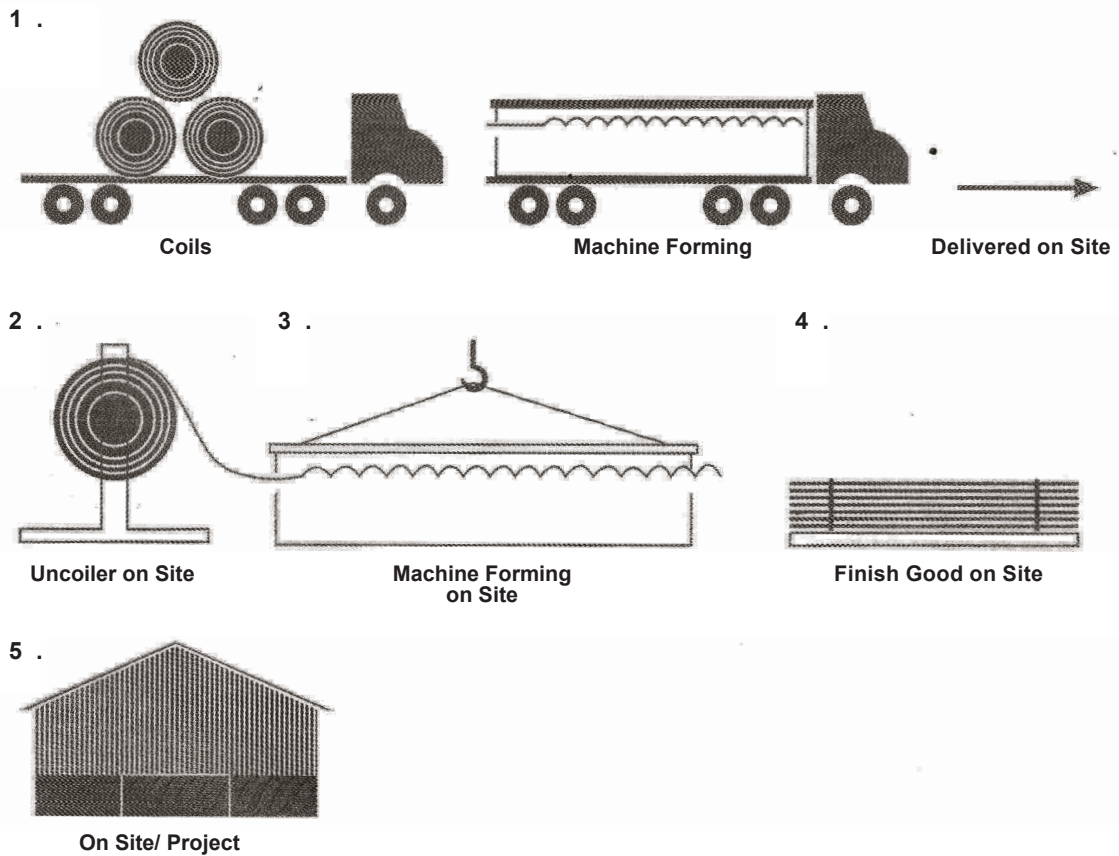 1 .
Coils
Machine Forming
Delivered on Site
2 .
3 .
4 .
Uncoiler on Site
Machine Forming
on Site
Finish Good on Site
5 .
On Site/ Project